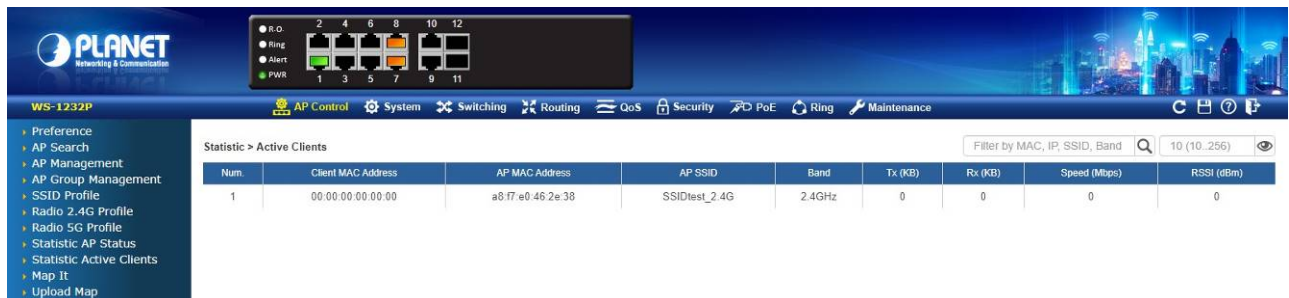 PLANET
Networking & Communication
R.O.
Ring
Alert
PWR
2 4 6 8 10 12
1 3 5 7 9 11
WS-1232P
AP Control System Switching Routing QoS Security PoE Ring Maintenance
Preference
AP Search
AP Management
AP Group Management
SSID Profile
Radio 2.4G Profile
Radio 5G Profile
Statistic AP Status
Statistic Active Clients
Map It
Upload Map
Statistic > Active Clients
Filter by MAC, IP, SSID, Band
10 (10..256)
Num. Client MAC Address AP MAC Address AP SSID Band Tx (KB) Rx (KB) Speed (Mbps) RSSI (dBm)
1 00:00:00:00:00:00 a8:f7:e0:46:2e:38 SSIDtest_2.4G 2.4GHz 0 0 0 0